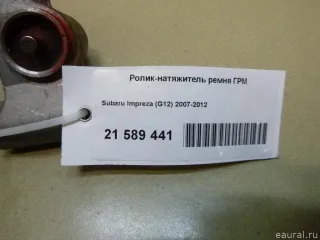 Ролик-натяжитель ремня ГРМ
Subaru Impreza (G12) 2007-2012
21 589 441
eaural.ru